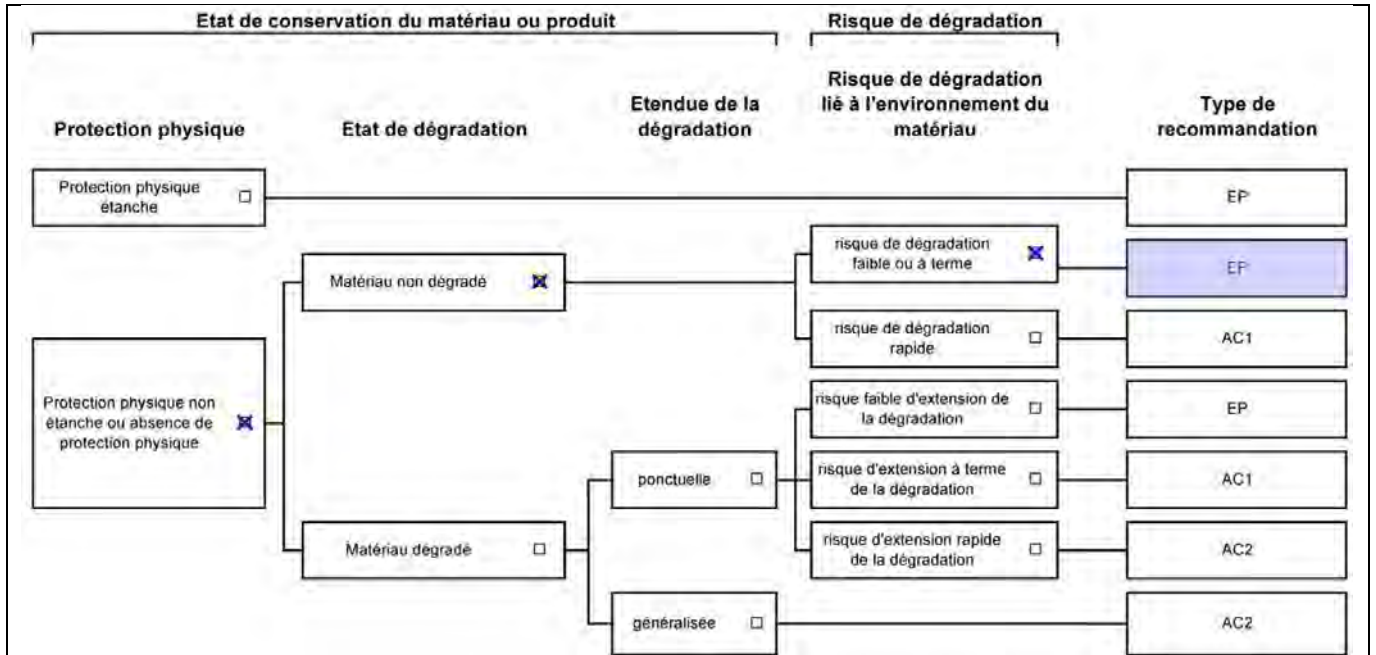 Etat de conservation du matériau ou produit
Risque de dégradation
Protection physique
Etat de dégradation
Etendue de la
dégradation
Risque de dégradation
lié à l'environnement du
matériau
Type de
recommandation
Protection physique
étanche
EP
risque de dégradation
faible ou à terme
EP
Matériau non dégradé
risque de dégradation
rapide
AC1
Protection physique non
étanche ou absence de
protection physique
risque faible d'extension de
la dégradation
EP
ponctuelle
risque d'extension à terme
de la dégradation
AC1
Matériau dégradé
risque d'extension rapide
de la dégradation
AC2
généralisée
AC2